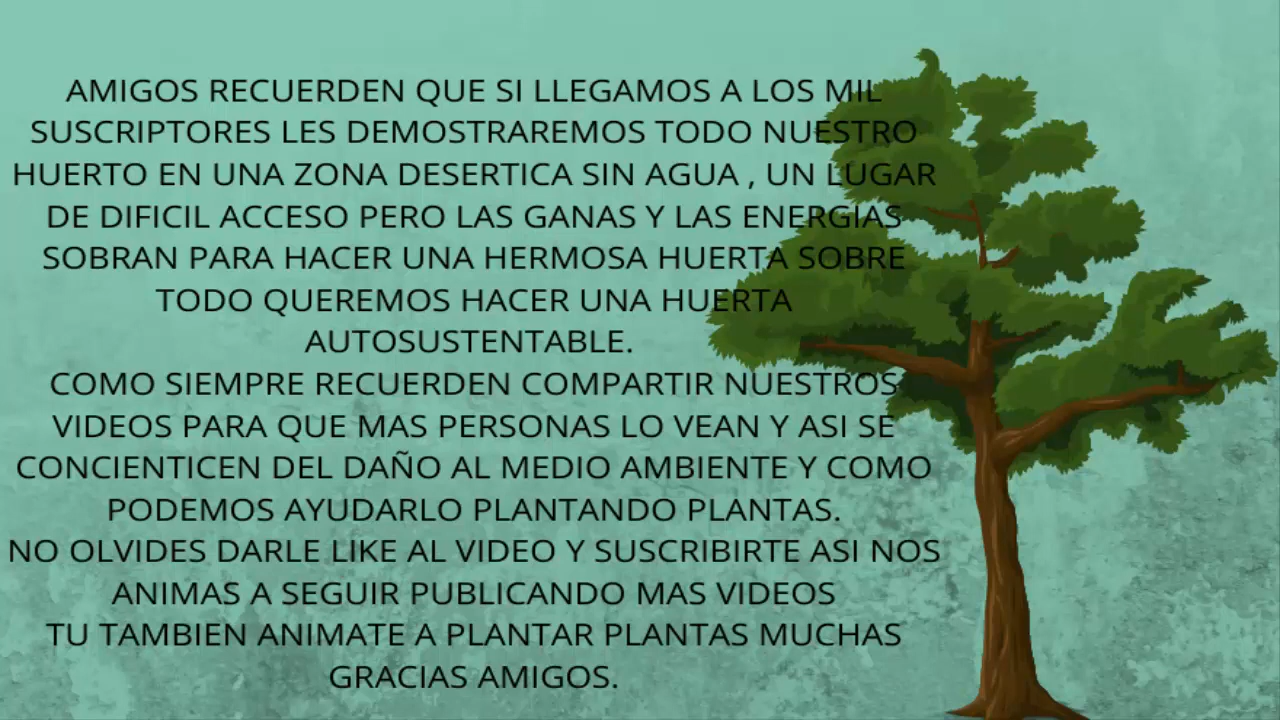 AMIGOS RECUERDEN QUE SI LLEGAMOS A LOS MIL
SUSCRIPTORES LES DEMOSTRAREMOS TODO NUESTRO
HUERTO EN UNA ZONA DESERTICA SIN AGUA , UN LUGAR
DE DIFICIL ACCESO PERO LAS GANAS Y LAS ENERGIAS
SOBRAN PARA HACER UNA HERMOSA HUERTA SOBRE
TODO QUEREMOS HACER UNA HUERTA
AUTOSUSTENTABLE.
COMO SIEMPRE RECUERDEN COMPARTIR NUESTROS
VIDEOS PARA QUE MAS PERSONAS LO VEAN Y ASI SE
CONCIENTICEN DEL DAÑO AL MEDIO AMBIENTE Y COMO
PODEMOS AYUDARLO PLANTANDO PLANTAS.
NO OLVIDES DARLE LIKE AL VIDEO Y SUSCRIBIRTE ASI NOS
ANIMAS A SEGUIR PUBLICANDO MAS VIDEOS
TU TAMBIEN ANIMATE A PLANTAR PLANTAS MUCHAS
GRACIAS AMIGOS.